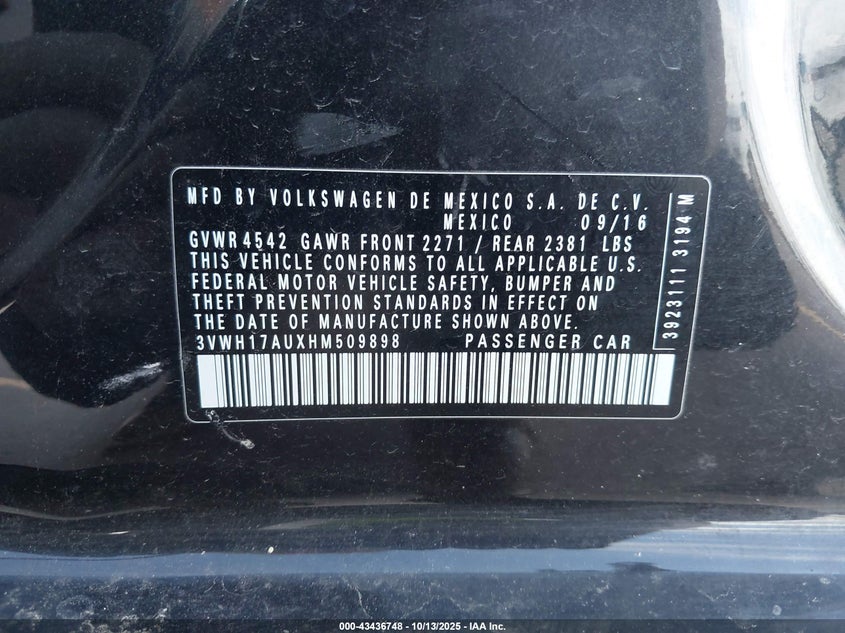 MFD BY VOLKSWAGEN DE MEXICO S.A. DE C.V.
MEXICO 09/16
GVWR 4542 GAWR FRONT 2271 / REAR 2381 LBS
THIS VEHICLE CONFORMS TO ALL APPLICABLE U.S.
FEDERAL MOTOR VEHICLE SAFETY, BUMPER AND
THEFT PREVENTION STANDARDS IN EFFECT ON
THE DATE OF MANUFACTURE SHOWN ABOVE.
3VWH17AUXHM509898 PASSENGER CAR
3923111 3194 M
000-43436748 - 10/13/2025 - IAA Inc.